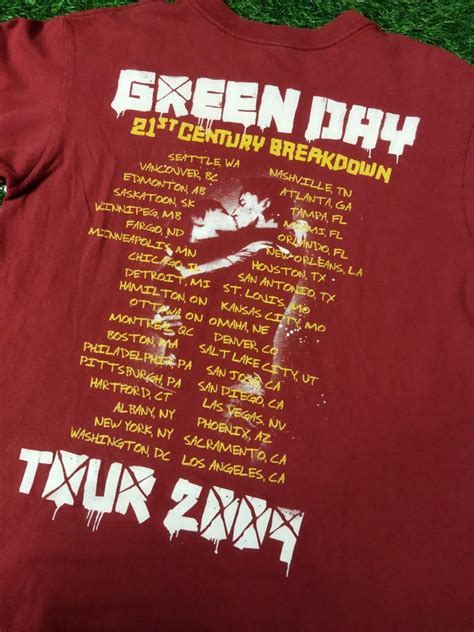 GREEN DAY
21ST CENTURY BREAKDOWN
SEATTLE, WA
VANCOUVER, BC
EDMONTON, AB
SASKATOON, SK
WINNIPEG, MB
FARGO, ND
MINNEAPOLIS, MN
CHICAGO, IL
DETROIT, MI
HAMILTON, ON
OTTAWA ON
MONTREAL, QC
BOSTON, MA
PHILADELPHIA, PA
PITTSBURGH, PA
HARTFORD, CT
ALBANY, NY
NEW YORK, NY
WASHINGTON, DC
NASHVILLE, TN
ATLANTA, GA
TAMPA, FL
MIAMI, FL
ORLANDO, FL
NEW ORLEANS, LA
HOUSTON, TX
SAN ANTONIO, TX
ST. LOUIS, MO
KANSAS CITY, MO
OMAHA, NE
DENVER, CO
SALT LAKE CITY, UT
SAN JOSE, CA
SAN DIEGO, CA
LAS VEGAS, NV
PHOENIX, AZ
SACRAMENTO, CA
LOS ANGELES, CA
TOUR 2009